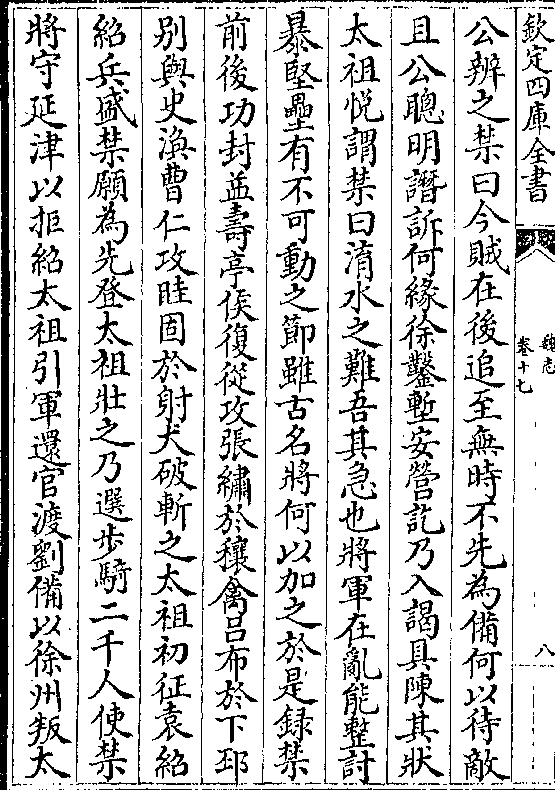 欽定四庫全書
魏志
卷十七
八
公辨之禁曰今賊在後追至無時不先為備何以待敵
且公聰明譖訴何緣徐鑿塹安營訖乃入謁具陳其狀
太祖悦謂禁曰淯水之難吾其急也將軍在亂能整討
暴堅壘有不可動之節雖古名將何以加之於是録禁
前後功封益壽亭侯復從攻張繡於穰禽吕布於下邳
别與史渙曹仁攻眭固於射犬破斬之太祖初征袁紹
紹兵盛禁願為先登太祖壯之乃選步騎二千人使禁
將守延津以拒紹太祖引軍還官渡劉備以徐州叛太